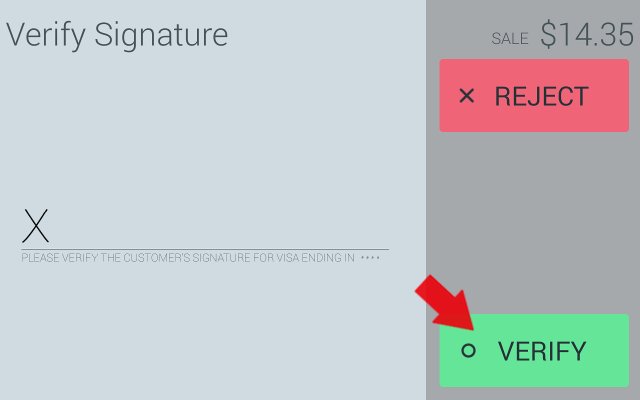 Verify Signature
SALE $14.35
X REJECT
X
PLEASE VERIFY THE CUSTOMER'S SIGNATURE FOR VISA ENDING IN ••••
O VERIFY